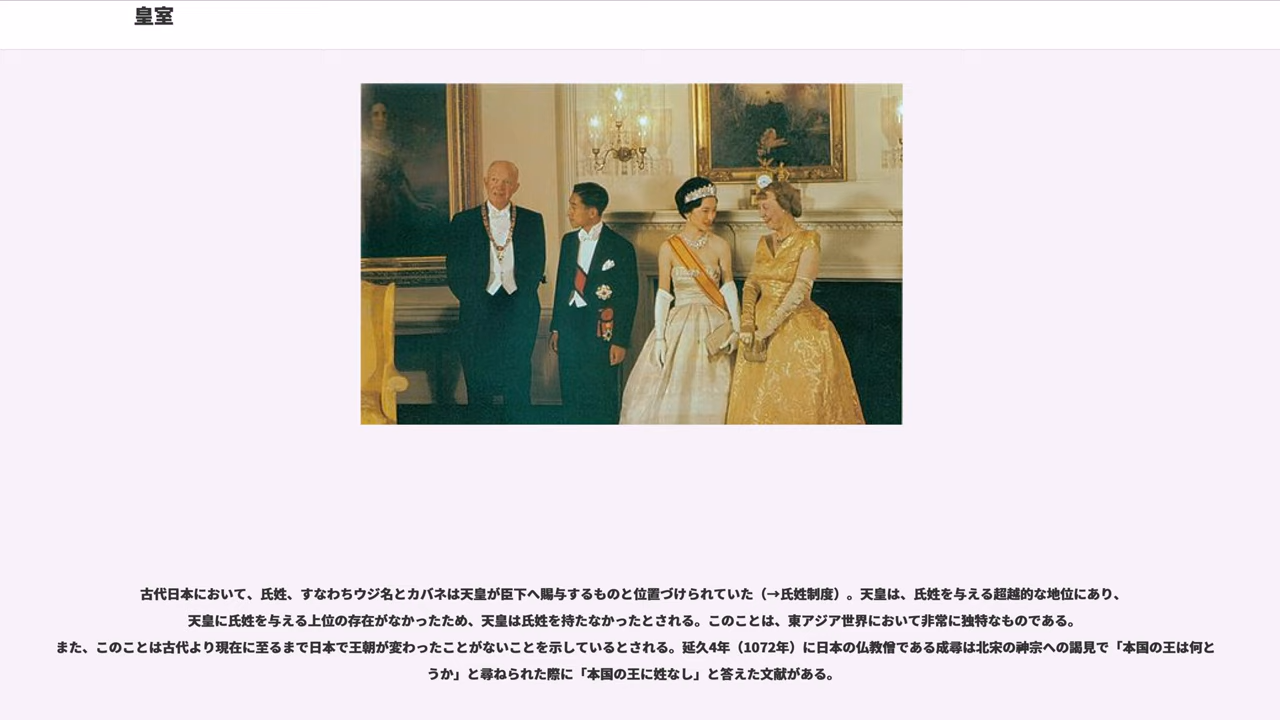 皇室
古代日本において、氏姓、すなわちウジ名とカバネは天皇が臣下へ賜与するものと位置づけられていた（→氏姓制度）。天皇は、氏姓を与える超越的な地位にあり、
天皇に氏姓を与える上位の存在がなかったため、天皇は氏姓を持たなかったとされる。このことは、東アジア世界において非常に独特なものである。
また、このことは古代より現在に至るまで日本で王朝が変わったことがないことを示しているとされる。延久4年（1072年）に日本の仏教僧である成尋は北宋の神宗への謁見で「本国の王は何と
うか」と尋ねられた際に「本国の王に姓なし」と答えた文献がある。